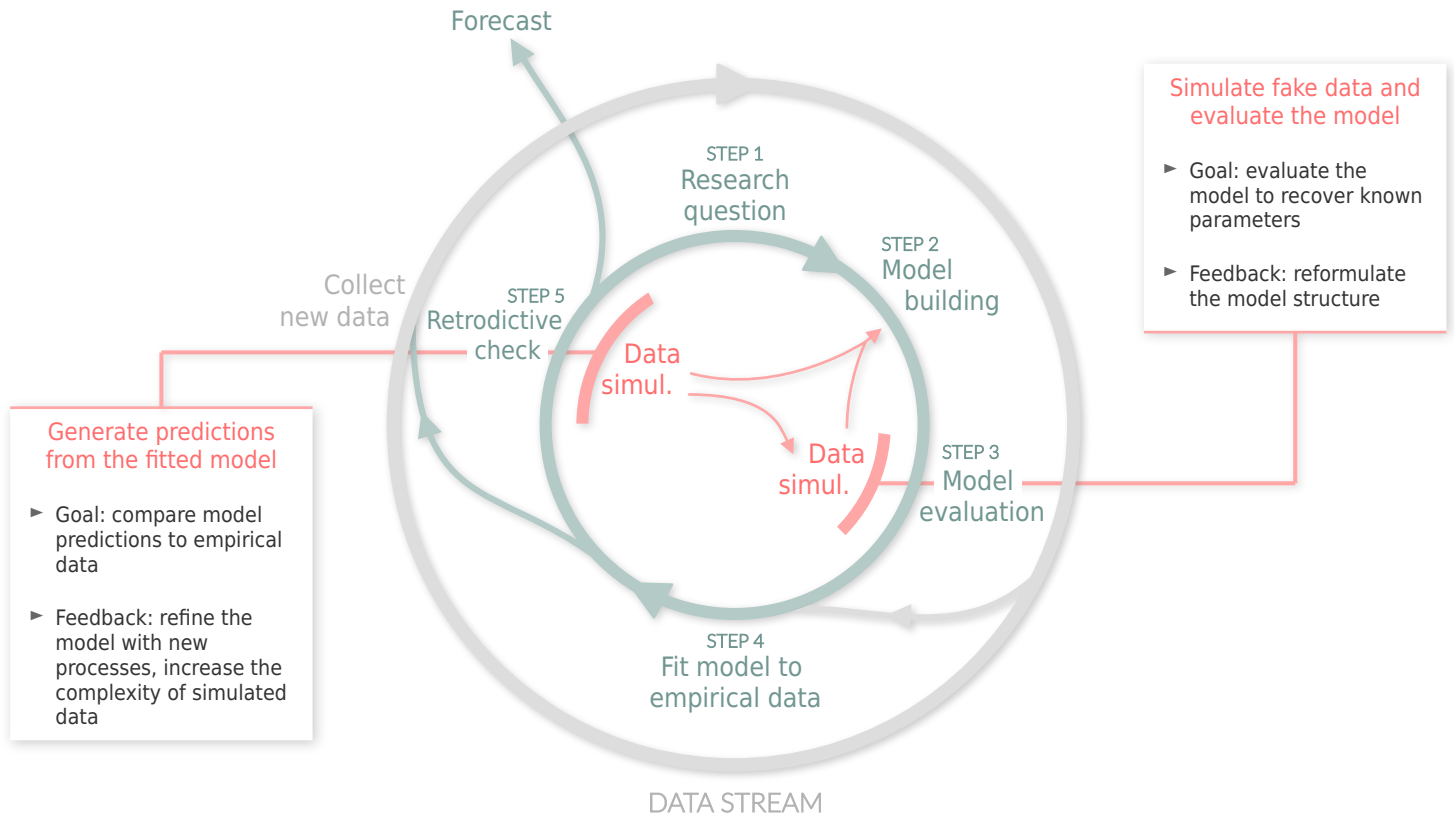 Forecast
STEP 1
Research
question
STEP 2
Model
building
Simulate fake data and
evaluate the model
► Goal: evaluate the
model to recover known
parameters
► Feedback: reformulate
the model structure
Collect
new data
STEP 5
Retrodictive
check
Data
simul.
Data
simul.
STEP 3
Model
evaluation
Generate predictions
from the fitted model
► Goal: compare model
predictions to empirical
data
► Feedback: refine the
model with new
processes, increase the
complexity of simulated
data
STEP 4
Fit model to
empirical data
DATA STREAM